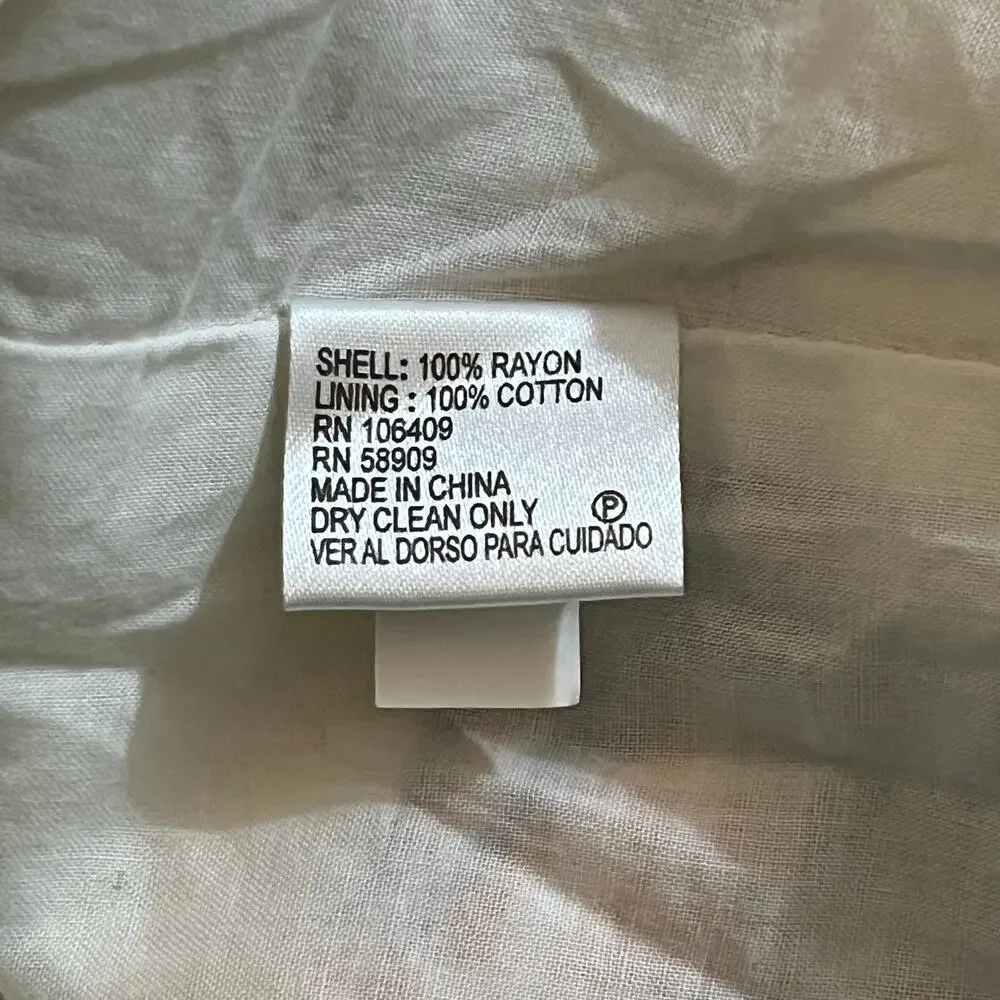 SHELL: 100% RAYON
LINING : 100% COTTON
RN 106409
RN 58909
MADE IN CHINA
DRY CLEAN ONLY Ⓟ
VER AL DORSO PARA CUIDADO